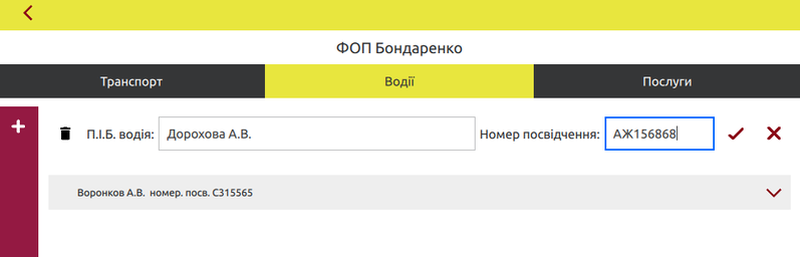 ФОП Бондаренко
Транспорт Водії Послуги
П.І.Б. водія: Дорохова А.В. Номер посвідчення: АЖ156868
Воронков А.В. номер. посв. С315565